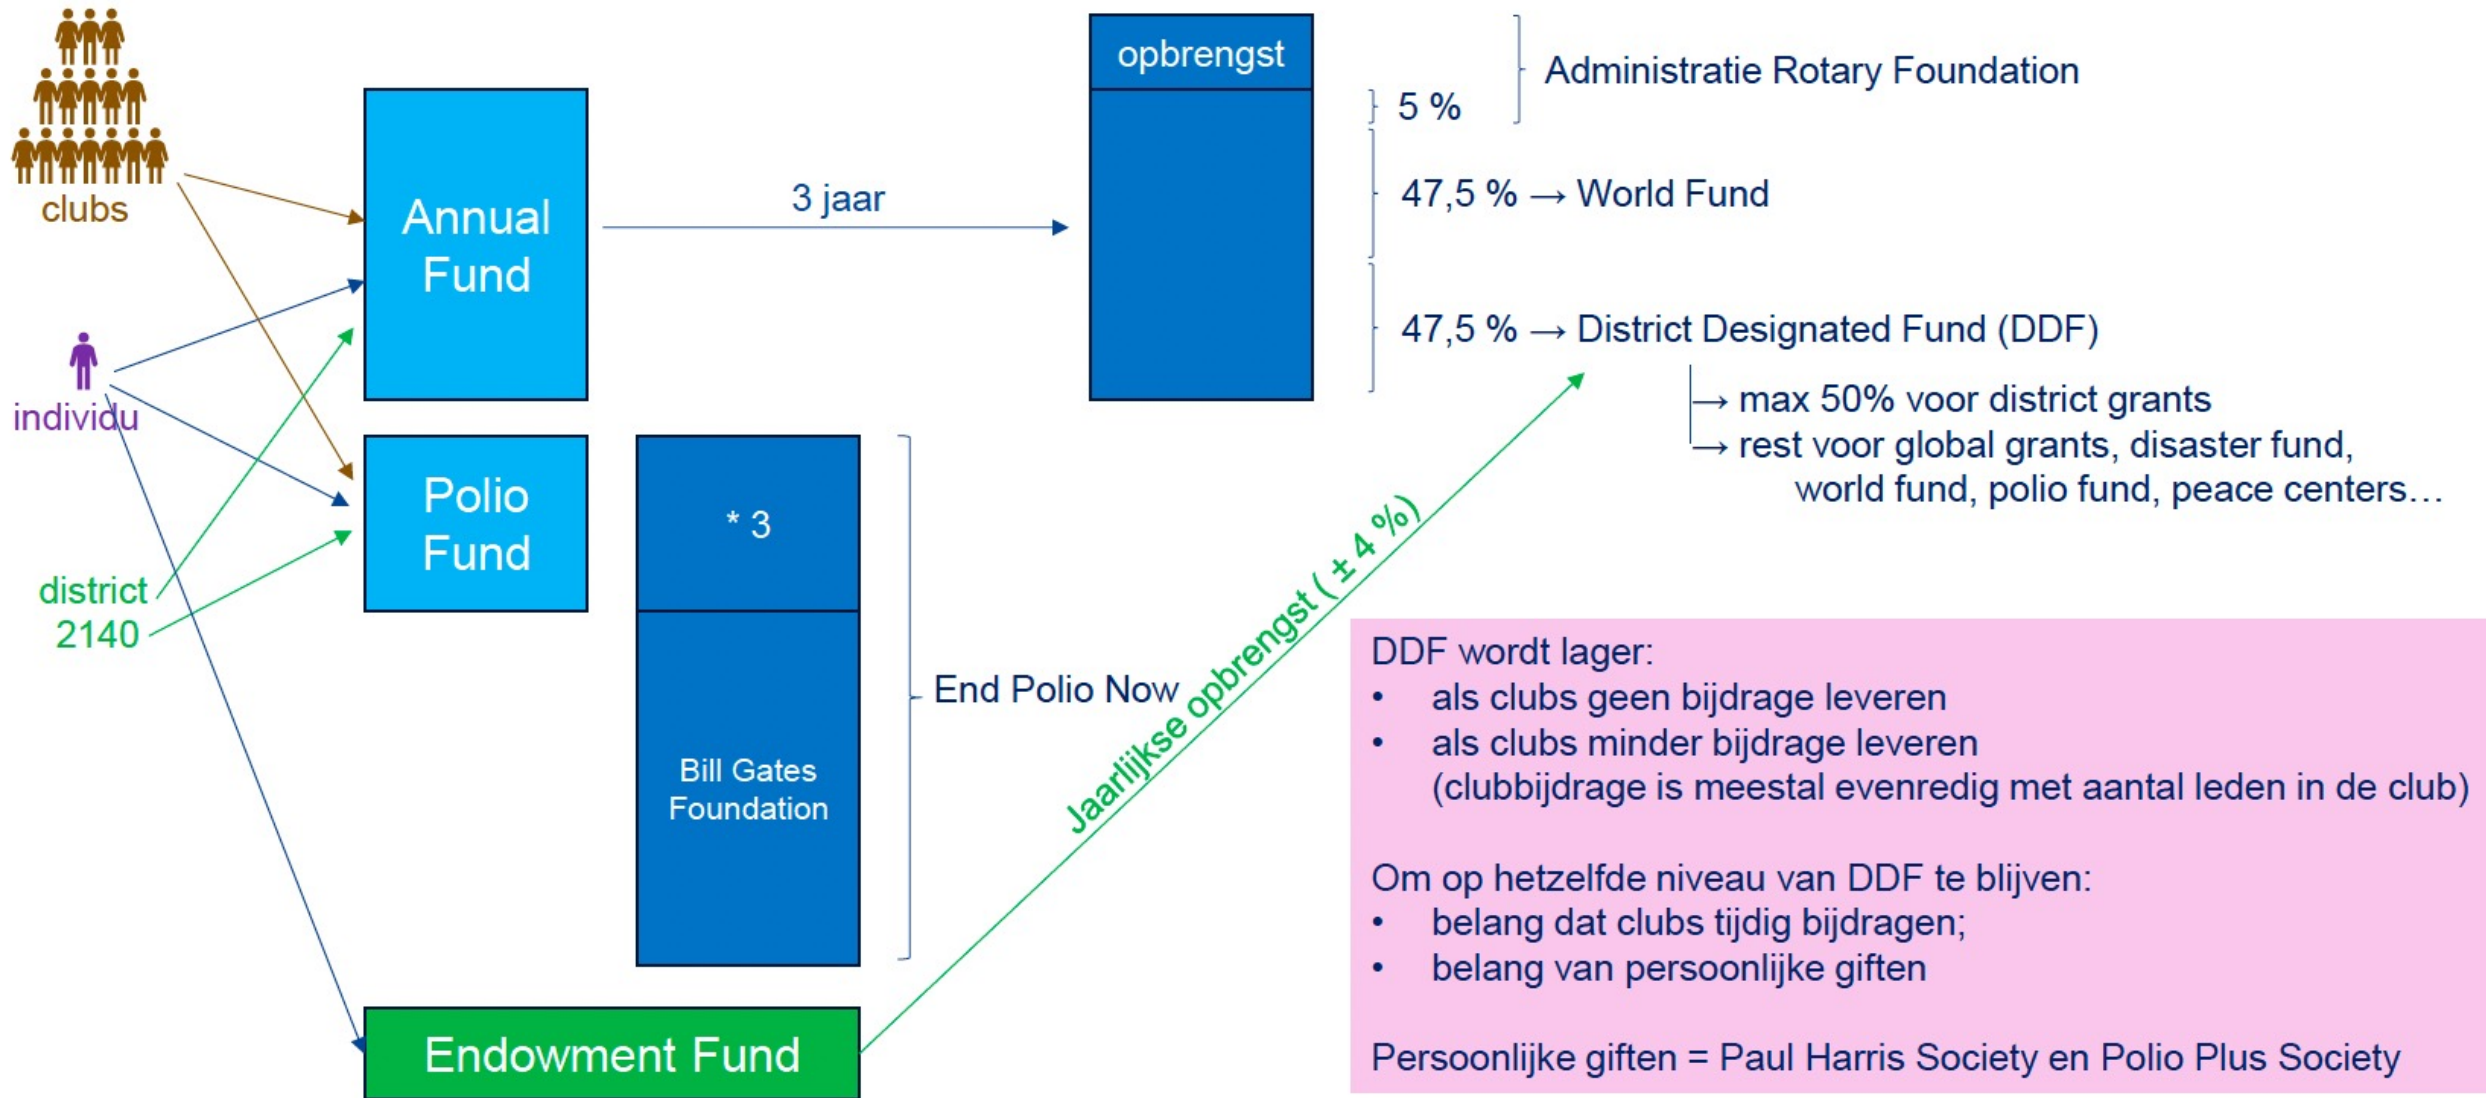 clubs
individu
district
2140
Annual
Fund
3 jaar
opbrengst
5 %
Administratie Rotary Foundation
47,5 % → World Fund
47,5 % → District Designated Fund (DDF)
→ max 50% voor district grants
→ rest voor global grants, disaster fund,
world fund, polio fund, peace centers…
Polio
Fund
* 3
Bill Gates
Foundation
End Polio Now
Endowment Fund
Jaarlijkse opbrengst ( ± 4 %)
DDF wordt lager:
• als clubs geen bijdrage leveren
• als clubs minder bijdrage leveren
(clubbijdrage is meestal evenredig met aantal leden in de club)
Om op hetzelfde niveau van DDF te blijven:
• belang dat clubs tijdig bijdragen;
• belang van persoonlijke giften
Persoonlijke giften = Paul Harris Society en Polio Plus Society